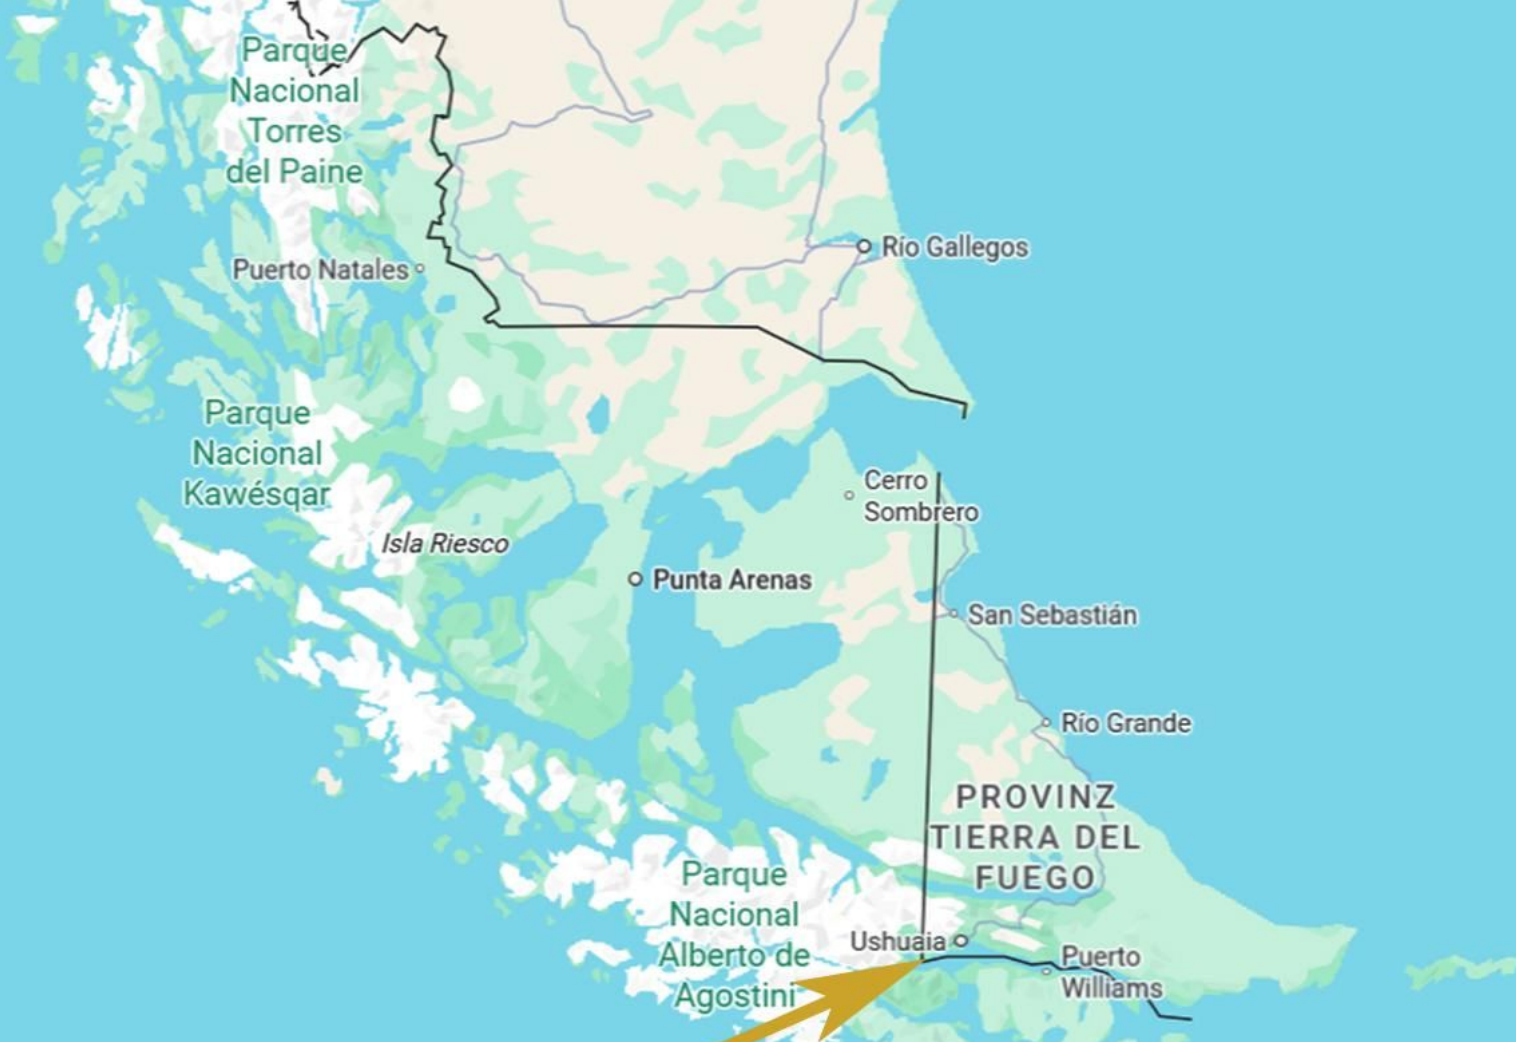 Parque
Nacional
Torres
del Paine
Río Gallegos
Puerto Natales
Parque
Nacional
Kawésqar
Cerro
Sombrero
Isla Riesco
Punta Arenas
San Sebastián
Río Grande
PROVINZ
TIERRA DEL
FUEGO
Parque
Nacional
Alberto de
Agostini
Ushuaia
Puerto
Williams